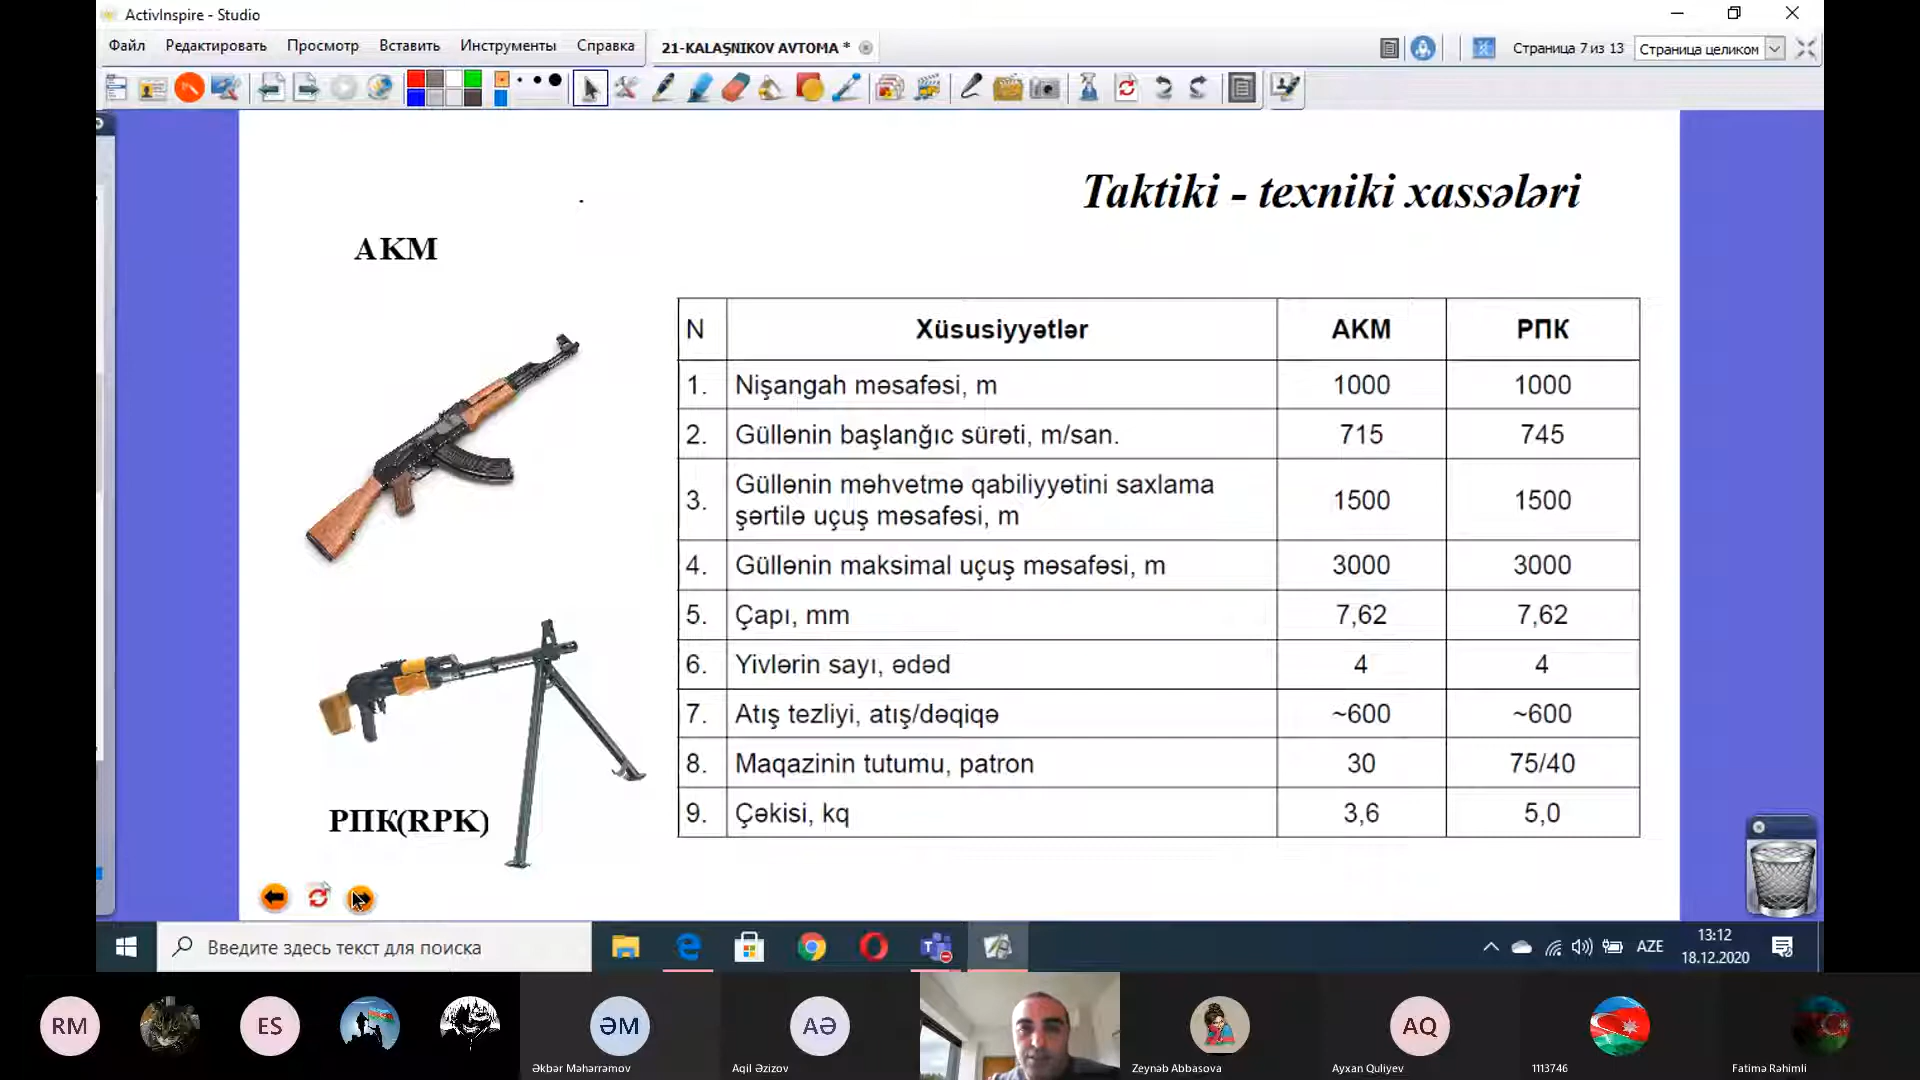 ActivInspire - Studio
Файл Редактировать Просмотр Вставить Инструменты Справка
21-KALAŞNIKOV AVTOMA *
Страница 7 из 13
Страница целиком
Taktiki - texniki xassələri
AKM
N Xüsusiyyətlər AKM РПК
1. Nişangah məsafəsi, m 1000 1000
2. Güllənin başlanğıc sürəti, m/san. 715 745
3. Güllənin məhvetmə qabiliyyətini saxlama
şərtilə uçuş məsafəsi, m 1500 1500
4. Güllənin maksimal uçuş məsafəsi, m 3000 3000
5. Çapı, mm 7,62 7,62
6. Yivlərin sayı, ədəd 4 4
7. Atış tezliyi, atış/dəqiqə ~600 ~600
8. Maqazinin tutumu, patron 30 75/40
9. Çəkisi, kq 3,6 5,0
РПК(RPK)
Введите здесь текст для поиска
AZE
13:12
18.12.2020
RM
ES
ƏM
Əkbər Məhərrəmov
AƏ
Aqil Əzizov
Zeynəb Abbasova
AQ
Ayxan Quliyev
1113746
Fatimə Rəhimli